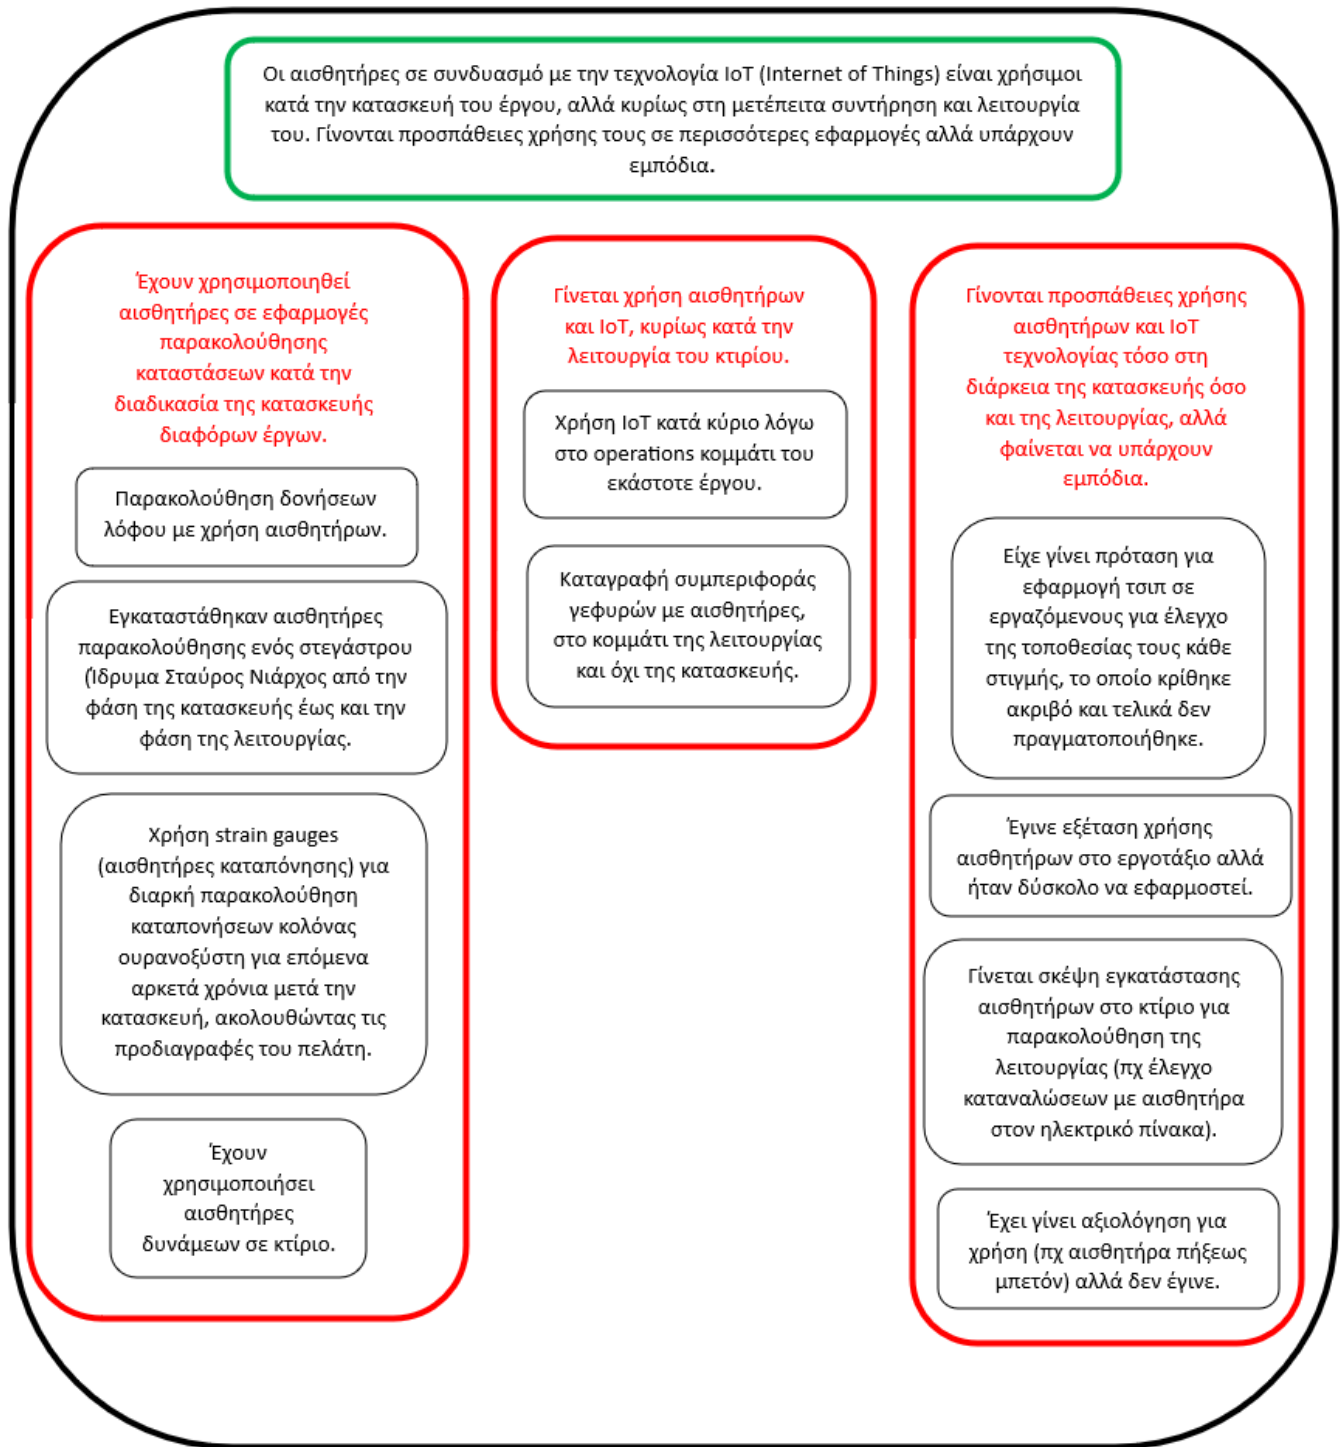 Οι αισθητήρες σε συνδυασμό με την τεχνολογία IoT (Internet of Things) είναι χρήσιμοι
κατά την κατασκευή του έργου, αλλά κυρίως στη μετέπειτα συντήρηση και λειτουργία
του. Γίνονται προσπάθειες χρήσης τους σε περισσότερες εφαρμογές αλλά υπάρχουν
εμπόδια.
Έχουν χρησιμοποιηθεί
αισθητήρες σε εφαρμογές
παρακολούθησης
καταστάσεων κατά την
διαδικασία της κατασκευής
διαφόρων έργων.
Παρακολούθηση δονήσεων
λόφου με χρήση αισθητήρων.
Εγκαταστάθηκαν αισθητήρες
παρακολούθησης ενός στεγάστρου
(Ίδρυμα Σταύρος Νιάρχος από την
φάση της κατασκευής έως και την
φάση της λειτουργίας.
Χρήση strain gauges
(αισθητήρες καταπόνησης) για
διαρκή παρακολούθηση
καταπονήσεων κολόνας
ουρανοξύστη για επόμενα
αρκετά χρόνια μετά την
κατασκευή, ακολουθώντας τις
προδιαγραφές του πελάτη.
Έχουν
χρησιμοποιήσει
αισθητήρες
δυνάμεων σε κτίριο.
Γίνεται χρήση αισθητήρων
και IoT, κυρίως κατά την
λειτουργία του κτιρίου.
Χρήση IoT κατά κύριο λόγω
στο operations κομμάτι του
εκάστοτε έργου.
Καταγραφή συμπεριφοράς
γεφυρών με αισθητήρες,
στο κομμάτι της λειτουργίας
και όχι της κατασκευής.
Γίνονται προσπάθειες χρήσης
αισθητήρων και IoT
τεχνολογίας τόσο στη
διάρκεια της κατασκευής όσο
και της λειτουργίας, αλλά
φαίνεται να υπάρχουν
εμπόδια.
Είχε γίνει πρόταση για
εφαρμογή τσιπ σε
εργαζόμενους για έλεγχο
της τοποθεσίας τους κάθε
στιγμής, το οποίο κρίθηκε
ακριβό και τελικά δεν
πραγματοποιήθηκε.
Έγινε εξέταση χρήσης
αισθητήρων στο εργοτάξιο αλλά
ήταν δύσκολο να εφαρμοστεί.
Γίνεται σκέψη εγκατάστασης
αισθητήρων στο κτίριο για
παρακολούθηση της
λειτουργίας (πχ έλεγχο
καταναλώσεων με αισθητήρα
στον ηλεκτρικό πίνακα).
Έχει γίνει αξιολόγηση για
χρήση (πχ αισθητήρα πήξεως
μπετόν) αλλά δεν έγινε.